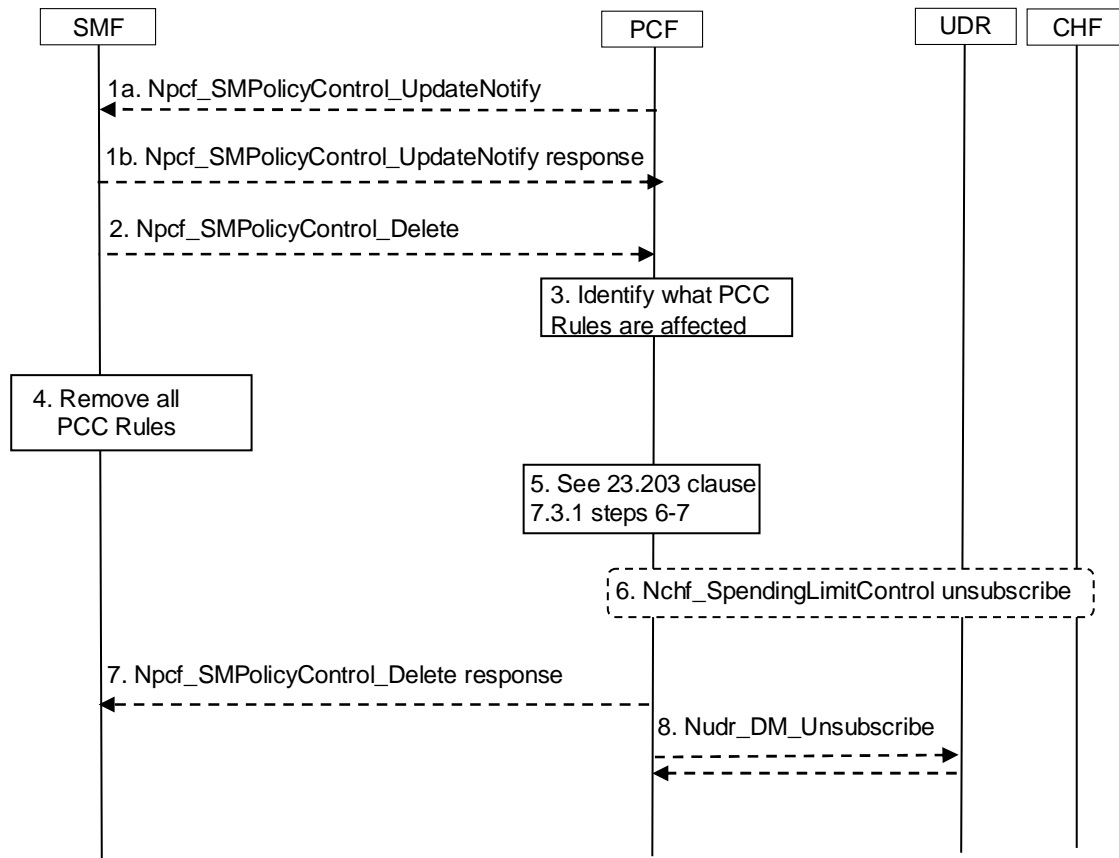 SMF
PCF
UDR
CHF
1a. Npcf_SMPolicyControl_UpdateNotify
1b. Npcf_SMPolicyControl_UpdateNotify response
2. Npcf_SMPolicyControl_Delete
3. Identify what PCC
Rules are affected
4. Remove all
PCC Rules
5. See 23.203 clause
7.3.1 steps 6-7
6. Nchf_SpendingLimitControl unsubscribe
7. Npcf_SMPolicyControl_Delete response
8. Nudr_DM_Unsubscribe